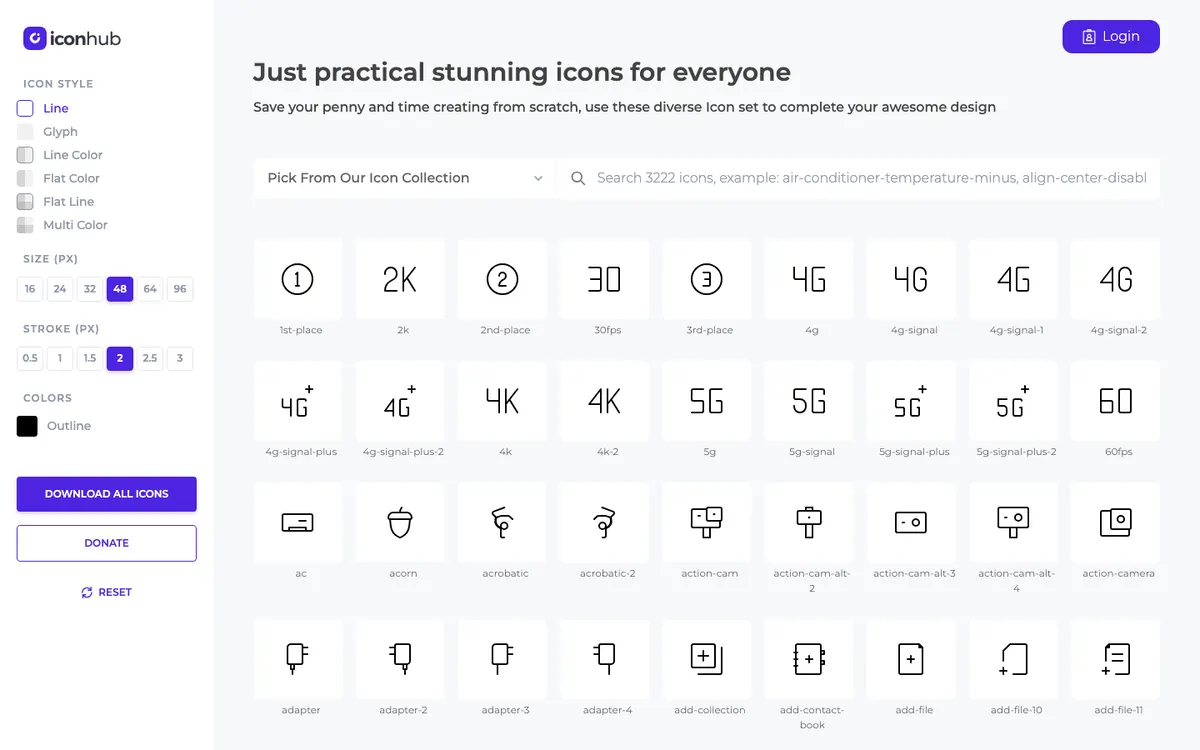 iconhub
ICON STYLE
Line
Glyph
Line Color
Flat Color
Flat Line
Multi Color
SIZE (PX)
16 24 32 48 64 96
STROKE (PX)
0.5 1 1.5 2 2.5 3
COLORS
Outline
DOWNLOAD ALL ICONS
DONATE
RESET
Login
Just practical stunning icons for everyone
Save your penny and time creating from scratch, use these diverse Icon set to complete your awesome design
Pick From Our Icon Collection
Search 3222 icons, example: air-conditioner-temperature-minus, align-center-disabl
1 2K 2 30 3 4G 4G 4G 4G
1st-place 2k 2nd-place 30fps 3rd-place 4g 4g-signal 4g-signal-1 4g-signal-2
4G+ 4G+ 4K 4K 5G 5G 5G+ 5G+ 60
4g-signal-plus 4g-signal-plus-2 4k 4k-2 5g 5g-signal 5g-signal-plus 5g-signal-plus-2 60fps
ac acorn acrobatic acrobatic-2 action-cam action-cam-alt- action-cam-alt-3 action-cam-alt- action-camera
2 4
adapter adapter-2 adapter-3 adapter-4 add-collection add-contact- add-file add-file-10 add-file-11
book